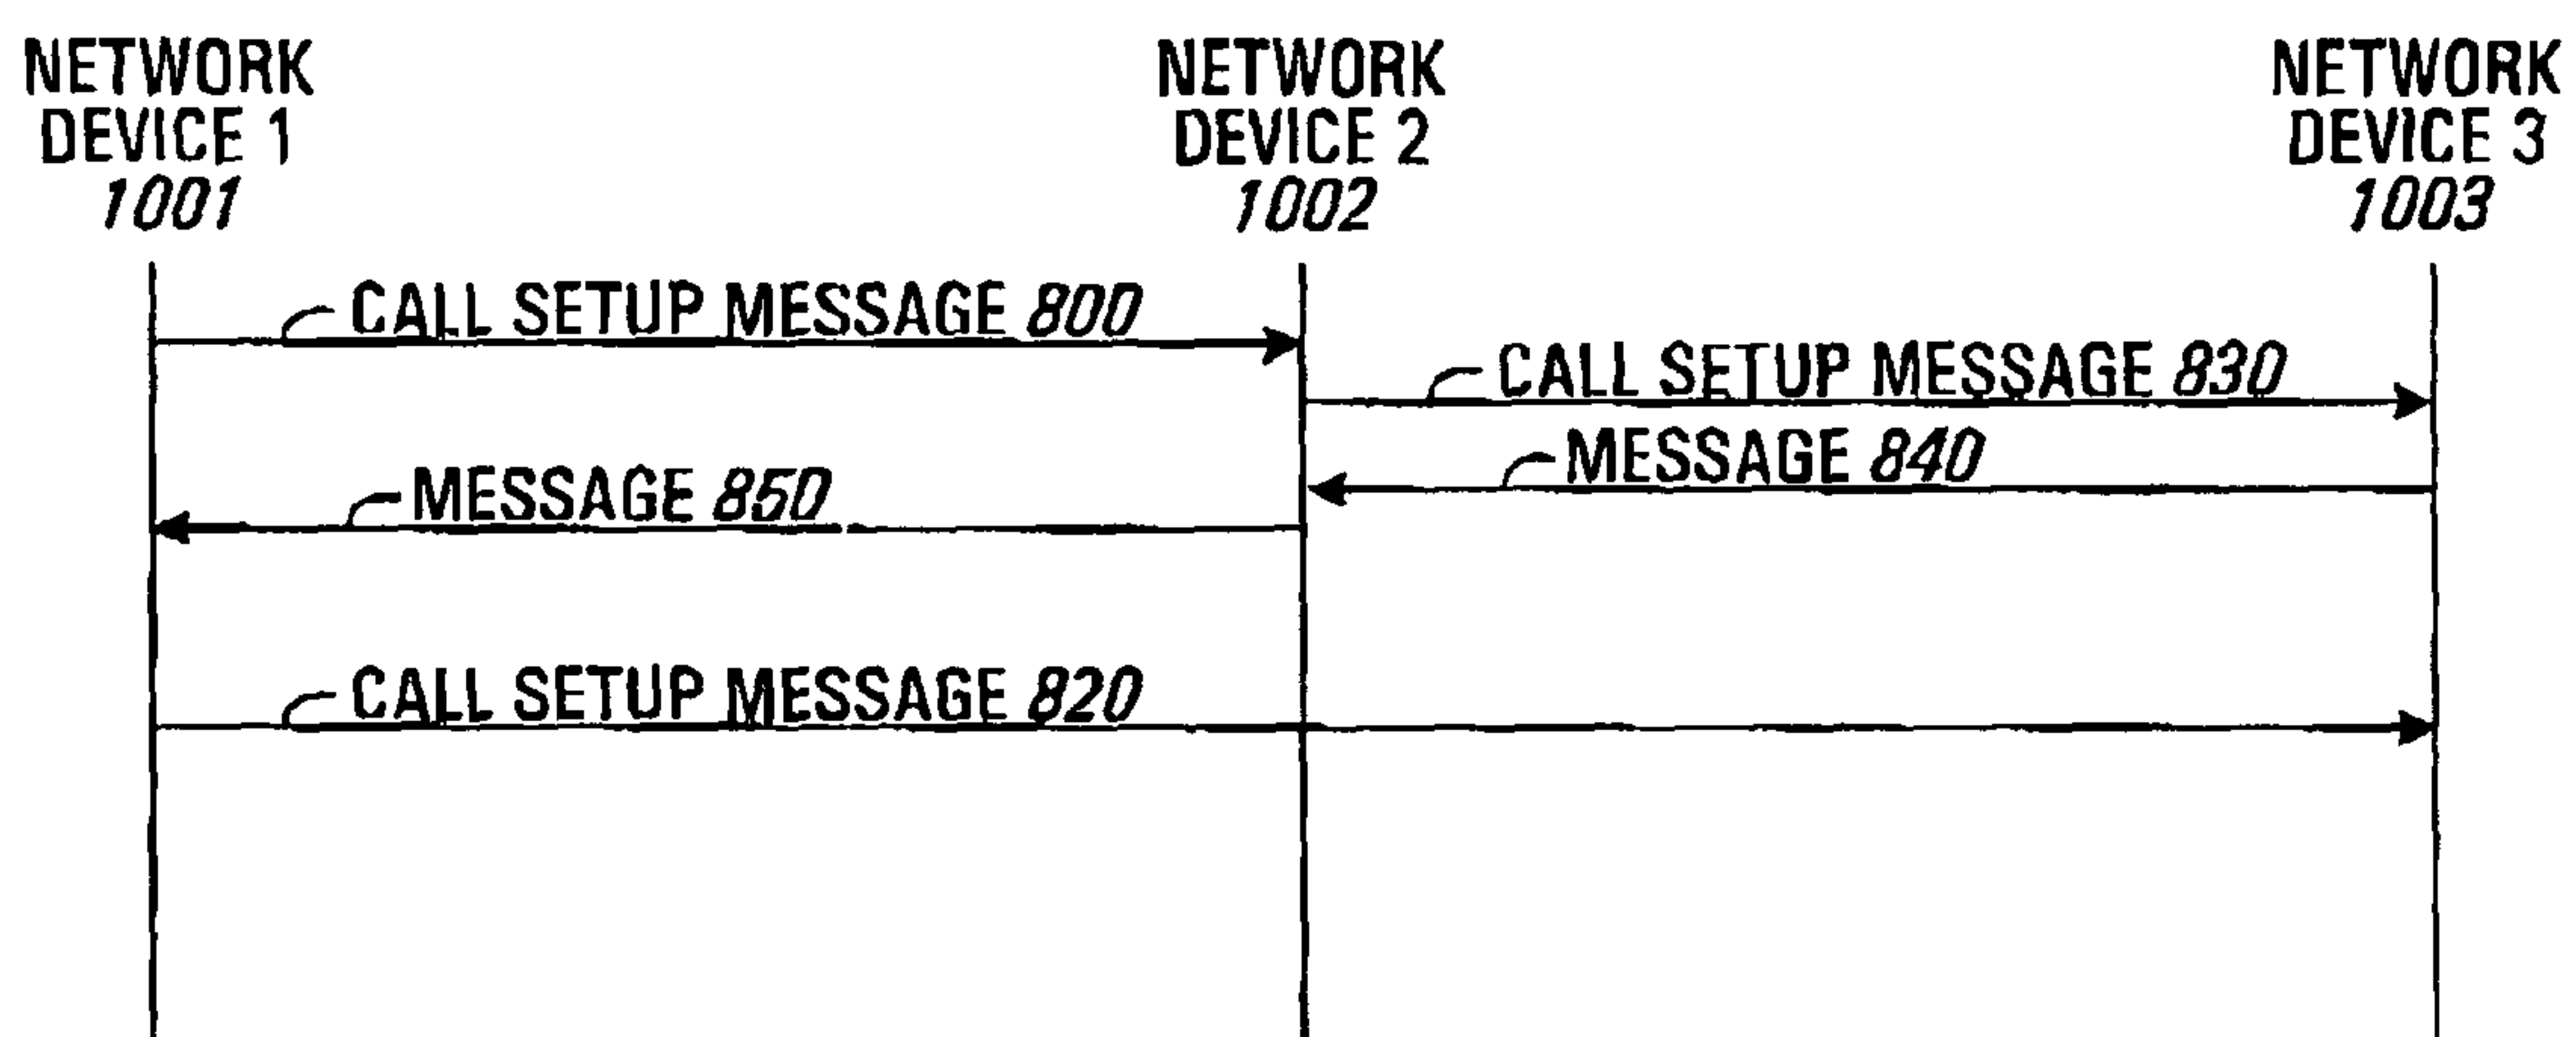 NETWORK
DEVICE 1
1001
NETWORK
DEVICE 2
1002
NETWORK
DEVICE 3
1003
CALL SETUP MESSAGE 800
CALL SETUP MESSAGE 830
MESSAGE 840
MESSAGE 850
CALL SETUP MESSAGE 820